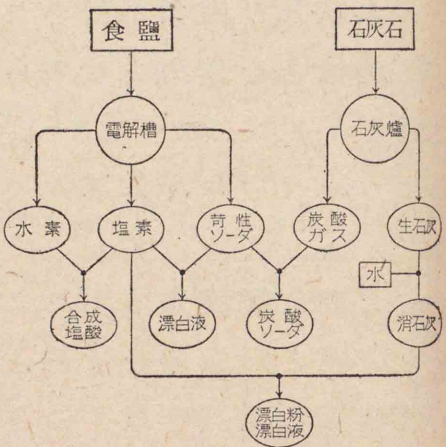 食鹽
石灰石
電解槽
石灰爐
水素
塩素
苛性
ソーダ
炭酸
ガス
生石灰
水
合成
塩酸
漂白液
炭酸
ソーダ
消石灰
漂白粉
漂白液